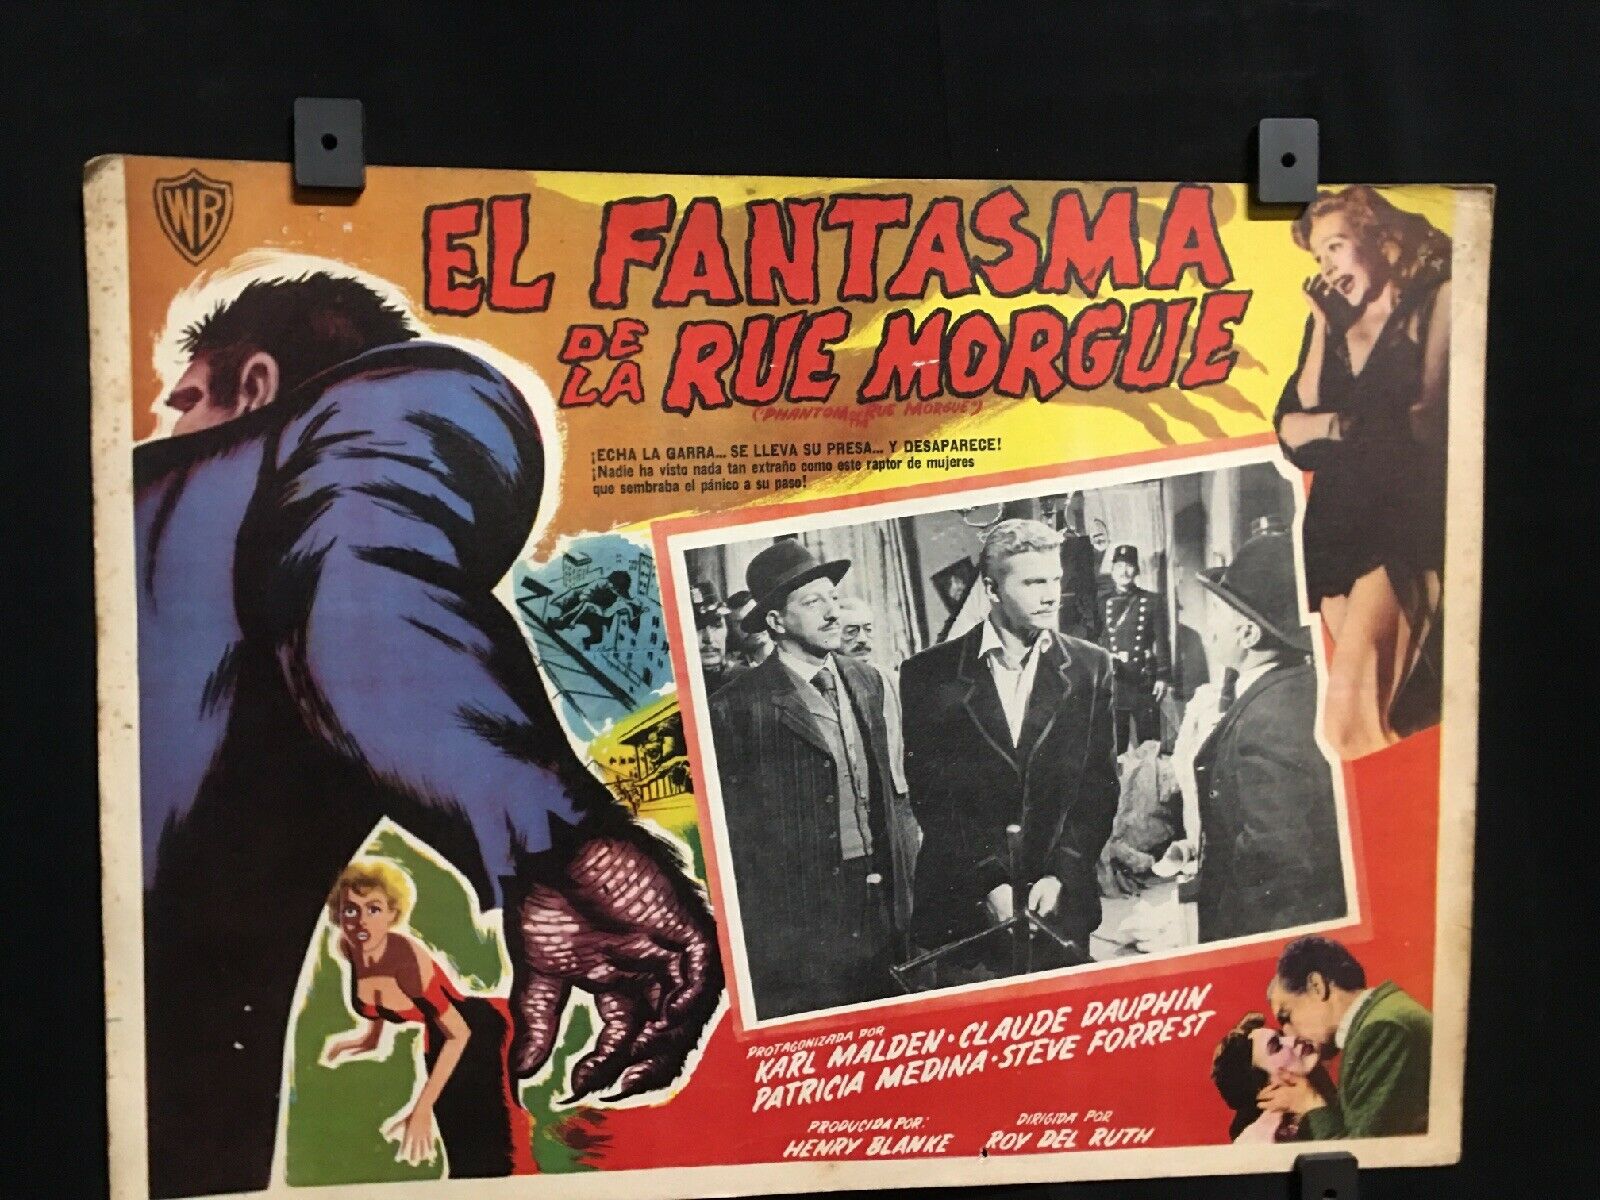 WB
EL FANTASMA
DE LA RUE MORGUE
("PHANTOM OF THE RUE MORGUE")
¡ECHA LA GARRA... SE LLEVA SU PRESA... Y DESAPARECE!
¡Nadie ha visto nada tan extraño como este raptor de mujeres
que sembraba el pánico a su paso!
PROTAGONIZADA POR
KARL MALDEN · CLAUDE DAUPHIN
PATRICIA MEDINA · STEVE FORREST
PRODUCIDA POR:
HENRY BLANKE
DIRIGIDA POR
ROY DEL RUTH